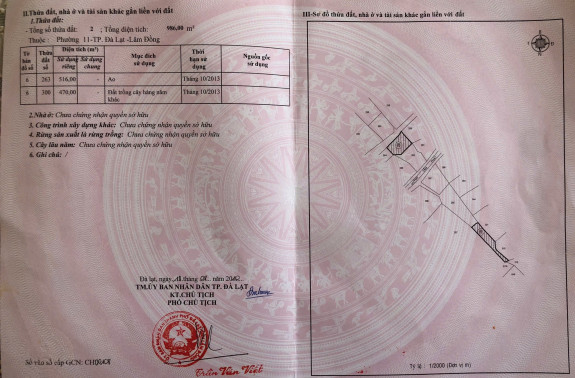 II.Thửa đất, nhà ở và tài sản khác gắn liền với đất
1.Thửa đất:
- Tổng số thửa đất: 2 ; Tổng diện tích: 986,00 m²
Thuộc : Phường 11-TP. Đà Lạt -Lâm Đồng
Tờ bản đồ số | Thửa đất số | Diện tích (m²) Sử dụng riêng | Sử dụng chung | Mục đích sử dụng | Thời hạn sử dụng | Nguồn gốc sử dụng
6 | 263 | 516,00 | | Ao | Tháng 10/2013 |
6 | 300 | 470,00 | | Đất trồng cây hàng năm khác | Tháng 10/2013 |
2.Nhà ở: Chưa chứng nhận quyền sở hữu
3. Công trình xây dựng khác: Chưa chứng nhận quyền sở hữu
4. Rừng sản xuất là rừng trồng: Chưa chứng nhận quyền sở hữu
5. Cây lâu năm: Chưa chứng nhận quyền sở hữu
6. Ghi chú: /
Đà lạt, ngày tháng năm
TM.ỦY BAN NHÂN DÂN TP. ĐÀ LẠT
KT.CHỦ TỊCH
PHÓ CHỦ TỊCH
Trần Văn Việt
Số vào sổ cấp GCN:
III-Sơ đồ thửa đất, nhà ở và tài sản khác gắn liền với đất
Tỷ lệ : 1/2000 (Đơn vị m)